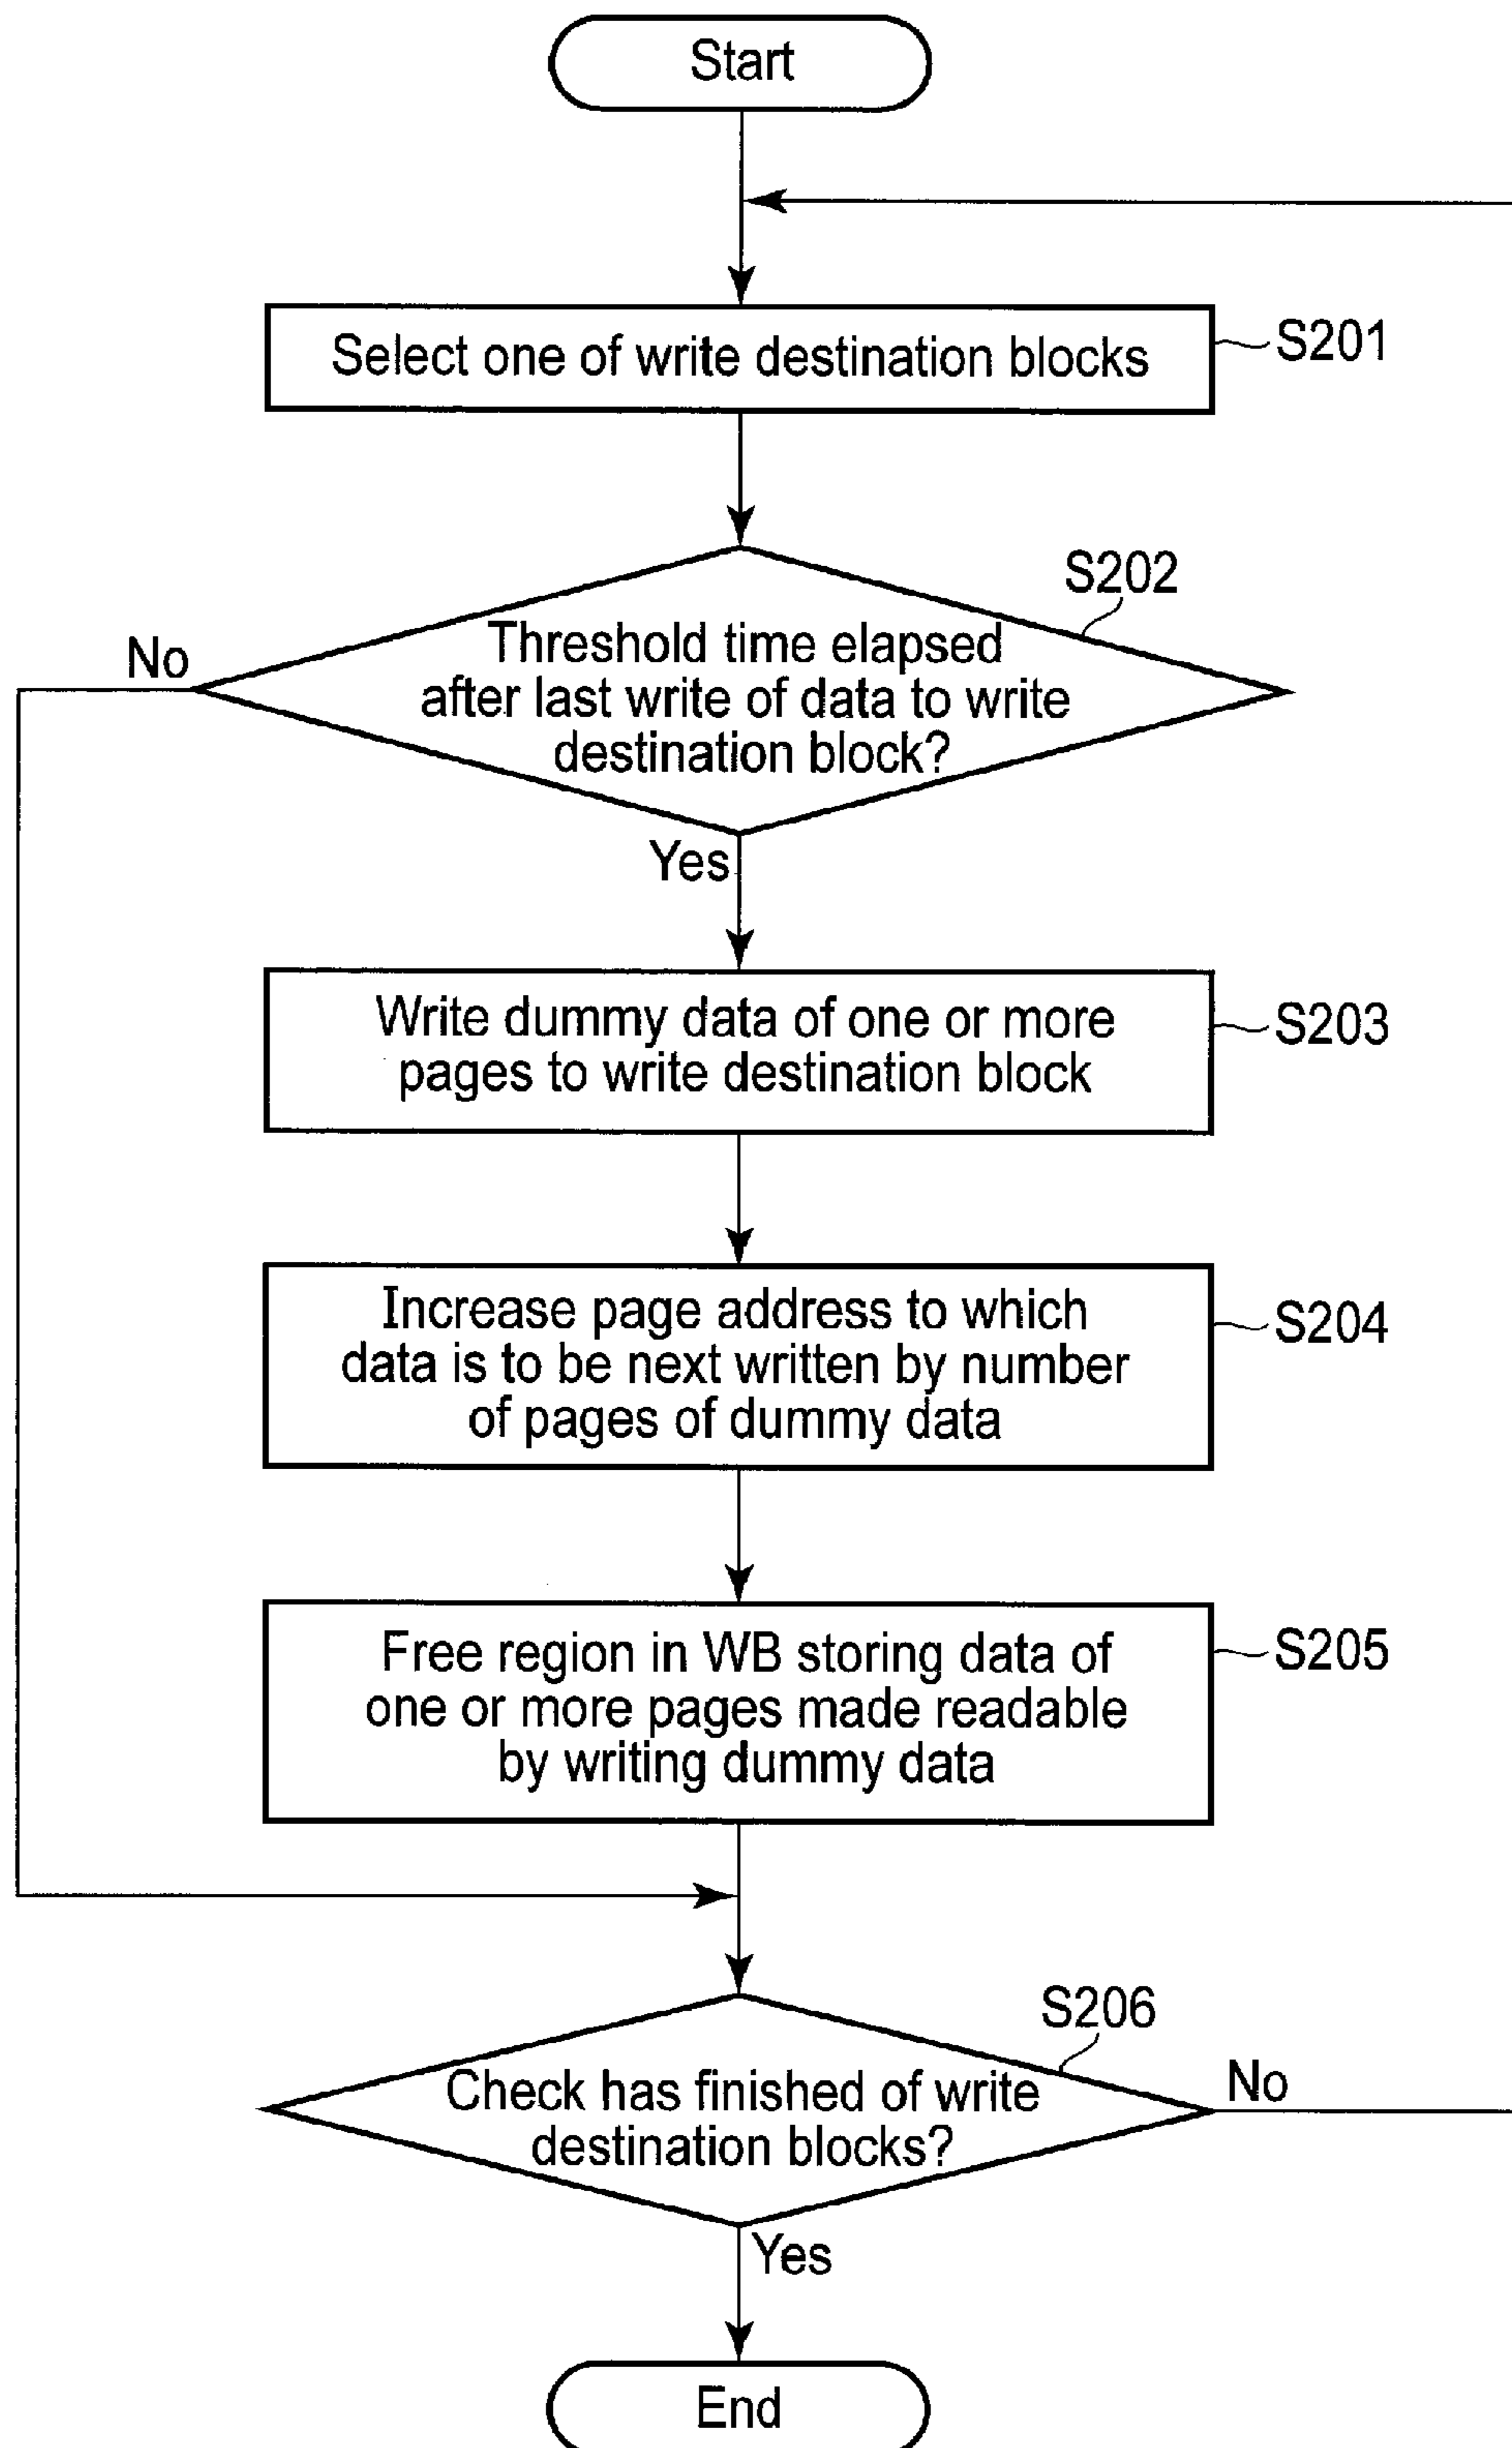 Start
Select one of write destination blocks
S201
S202
No
Threshold time elapsed
after last write of data to write
destination block?
Yes
Write dummy data of one or more
pages to write destination block
S203
Increase page address to which
data is to be next written by number
of pages of dummy data
S204
Free region in WB storing data of
one or more pages made readable
by writing dummy data
S205
S206
Check has finished of write
destination blocks?
No
Yes
End